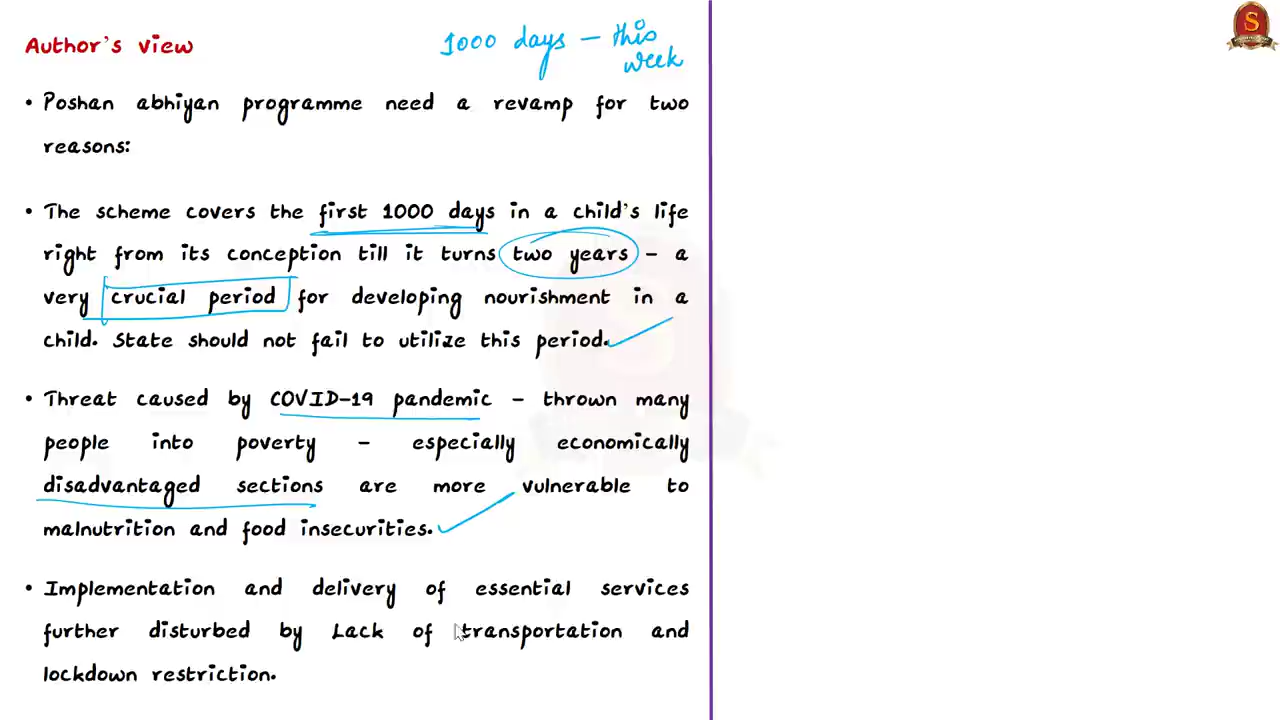 Author's view
1000 days – this
week
• Poshan abhiyan programme need a revamp for two
reasons:
• The scheme covers the first 1000 days in a child's life
right from its conception till it turns two years – a
very crucial period for developing nourishment in a
child. State should not fail to utilize this period.
• Threat caused by COVID-19 pandemic – thrown many
people into poverty – especially economically
disadvantaged sections are more vulnerable to
malnutrition and food insecurities.
• Implementation and delivery of essential services
further disturbed by Lack of transportation and
lockdown restriction.
S